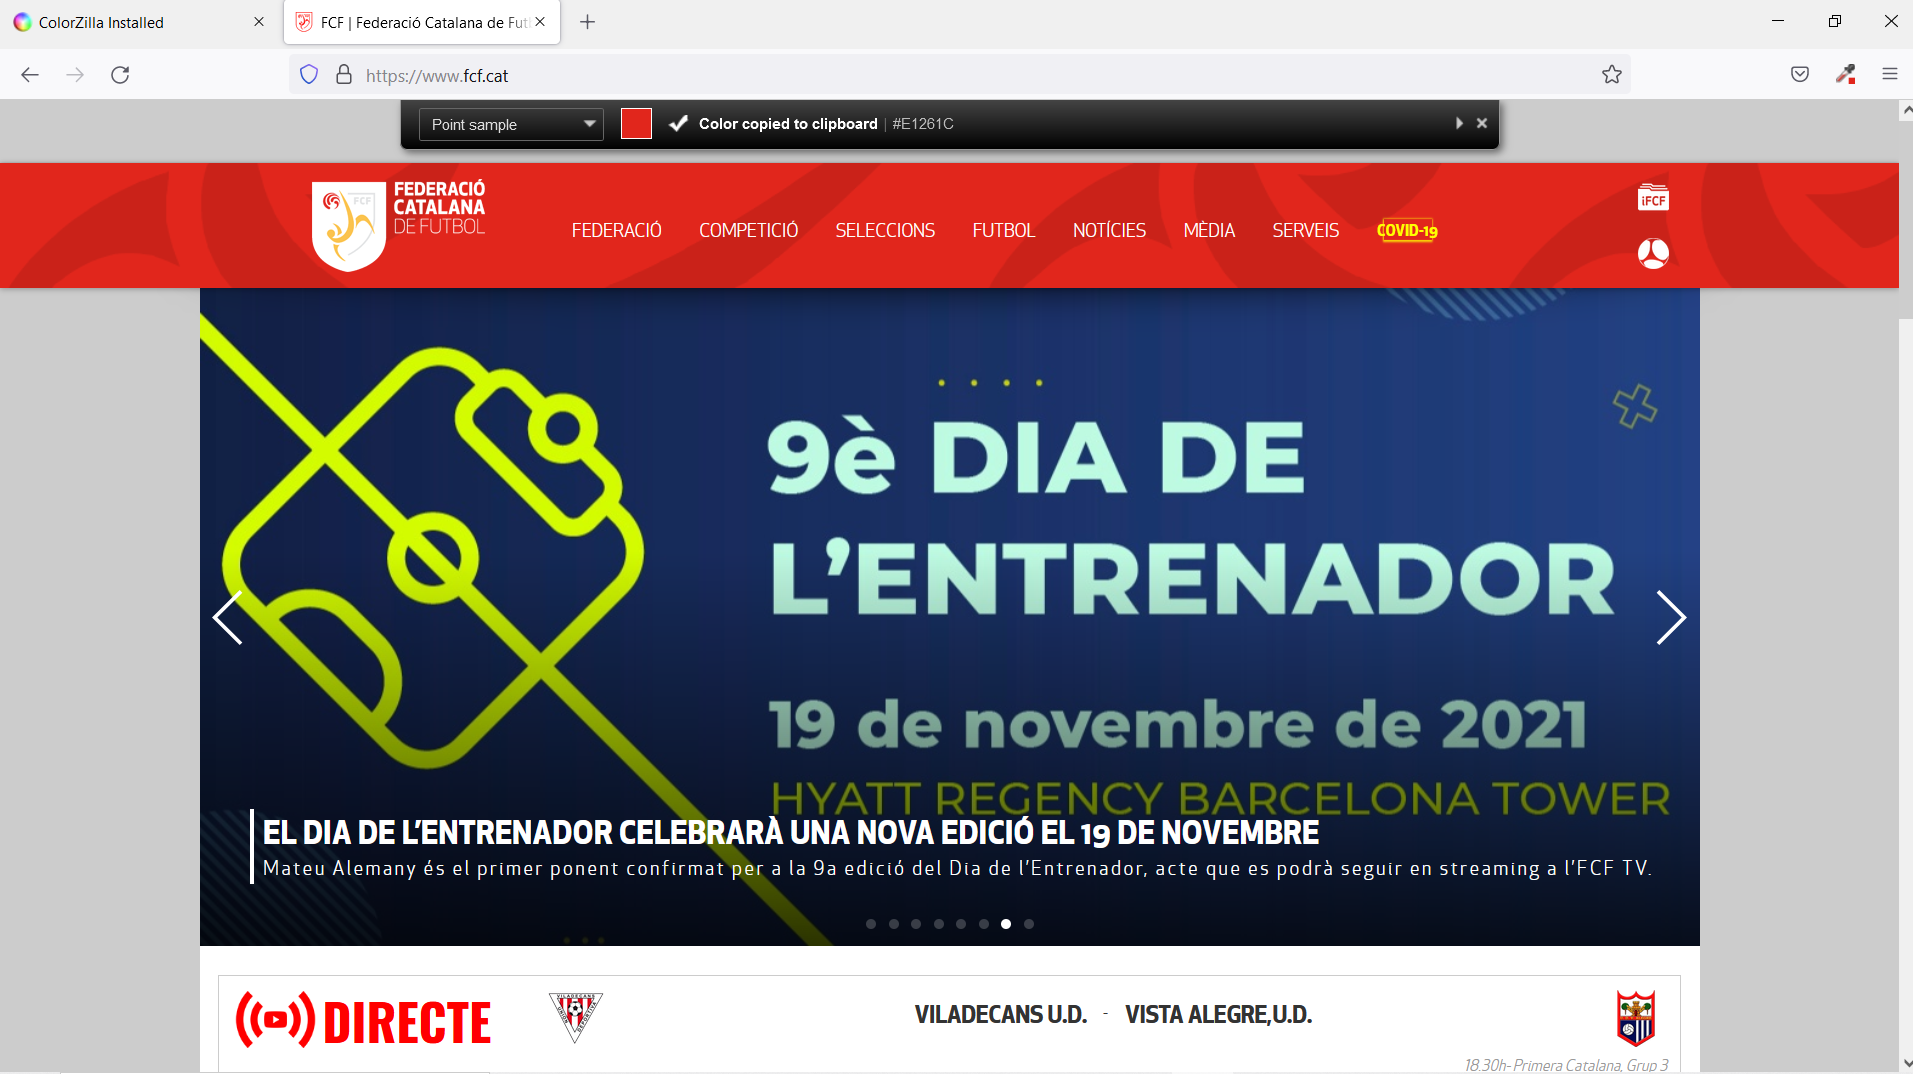 ColorZilla Installed
FCF | Federació Catalana de Fut
https://www.fcf.cat
Point sample
Color copied to clipboard | #E1261C
FCF
FEDERACIÓ
CATALANA
DE FUTBOL
FEDERACIÓ
COMPETICIÓ
SELECCIONS
FUTBOL
NOTÍCIES
MÈDIA
SERVEIS
COVID-19
iFCF
9è DIA DE
L'ENTRENADOR
19 de novembre de 2021
HYATT REGENCY BARCELONA TOWER
EL DIA DE L'ENTRENADOR CELEBRARÀ UNA NOVA EDICIÓ EL 19 DE NOVEMBRE
Mateu Alemany és el primer ponent confirmat per a la 9a edició del Dia de l'Entrenador, acte que es podrà seguir en streaming a l'FCF TV.
DIRECTE
VILADECANS
VILADECANS U.D. - VISTA ALEGRE,U.D.
18.30h- Primera Catalana, Grup 3